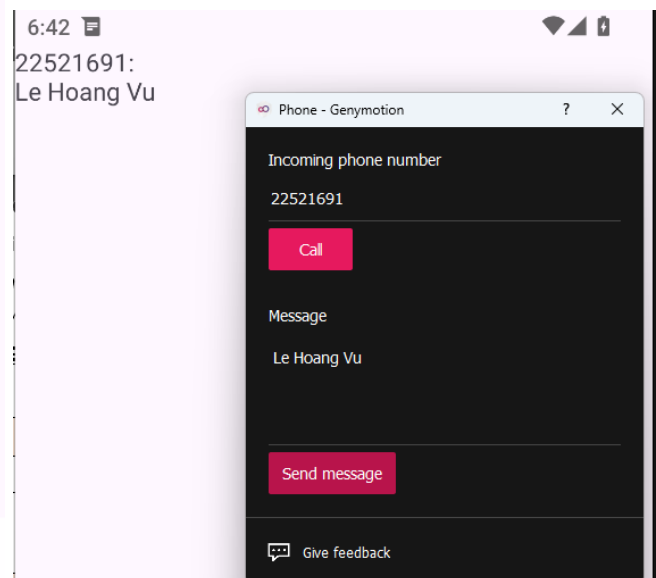 6:42
22521691:
Le Hoang Vu
Phone - Genymotion
?
Incoming phone number
22521691
Call
Message
Le Hoang Vu
Send message
Give feedback